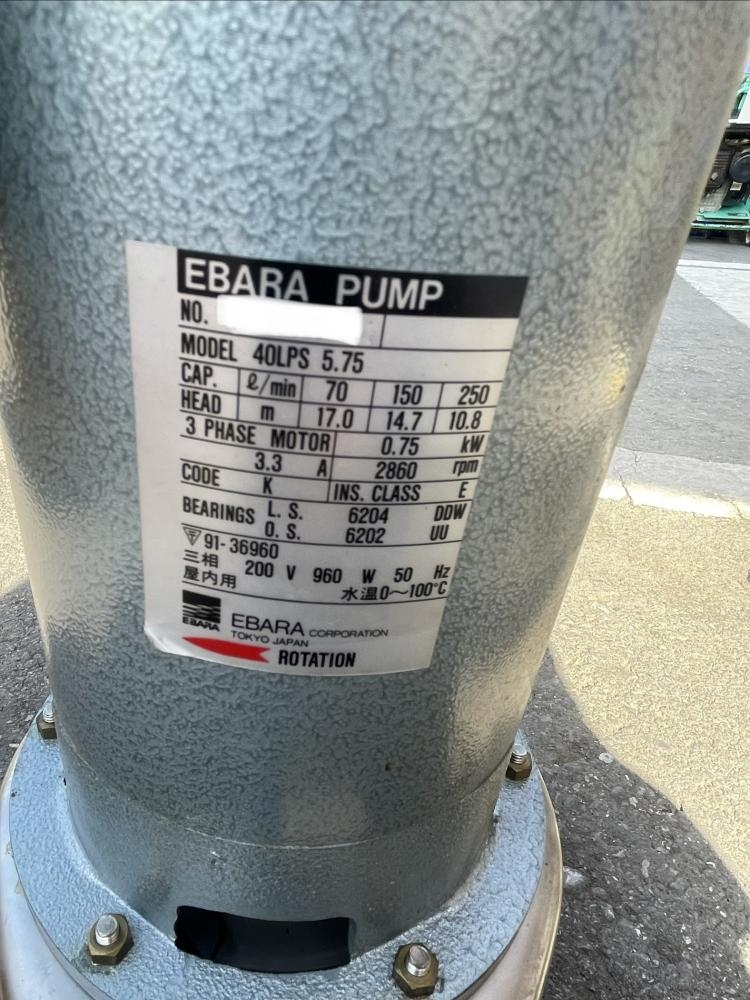 EBARA PUMP
NO.
MODEL 40LPS 5.75
CAP. ℓ/min 70 150 250
HEAD m 17.0 14.7 10.8
3 PHASE MOTOR 0.75 kW
3.3 A 2860 rpm
CODE K INS. CLASS E
BEARINGS L. S. 6204 DDW
O. S. 6202 UU
〒91-36960
三相 200 V 960 W 50 Hz
屋内用 水温0～100℃
EBARA
EBARA CORPORATION
TOKYO JAPAN
ROTATION